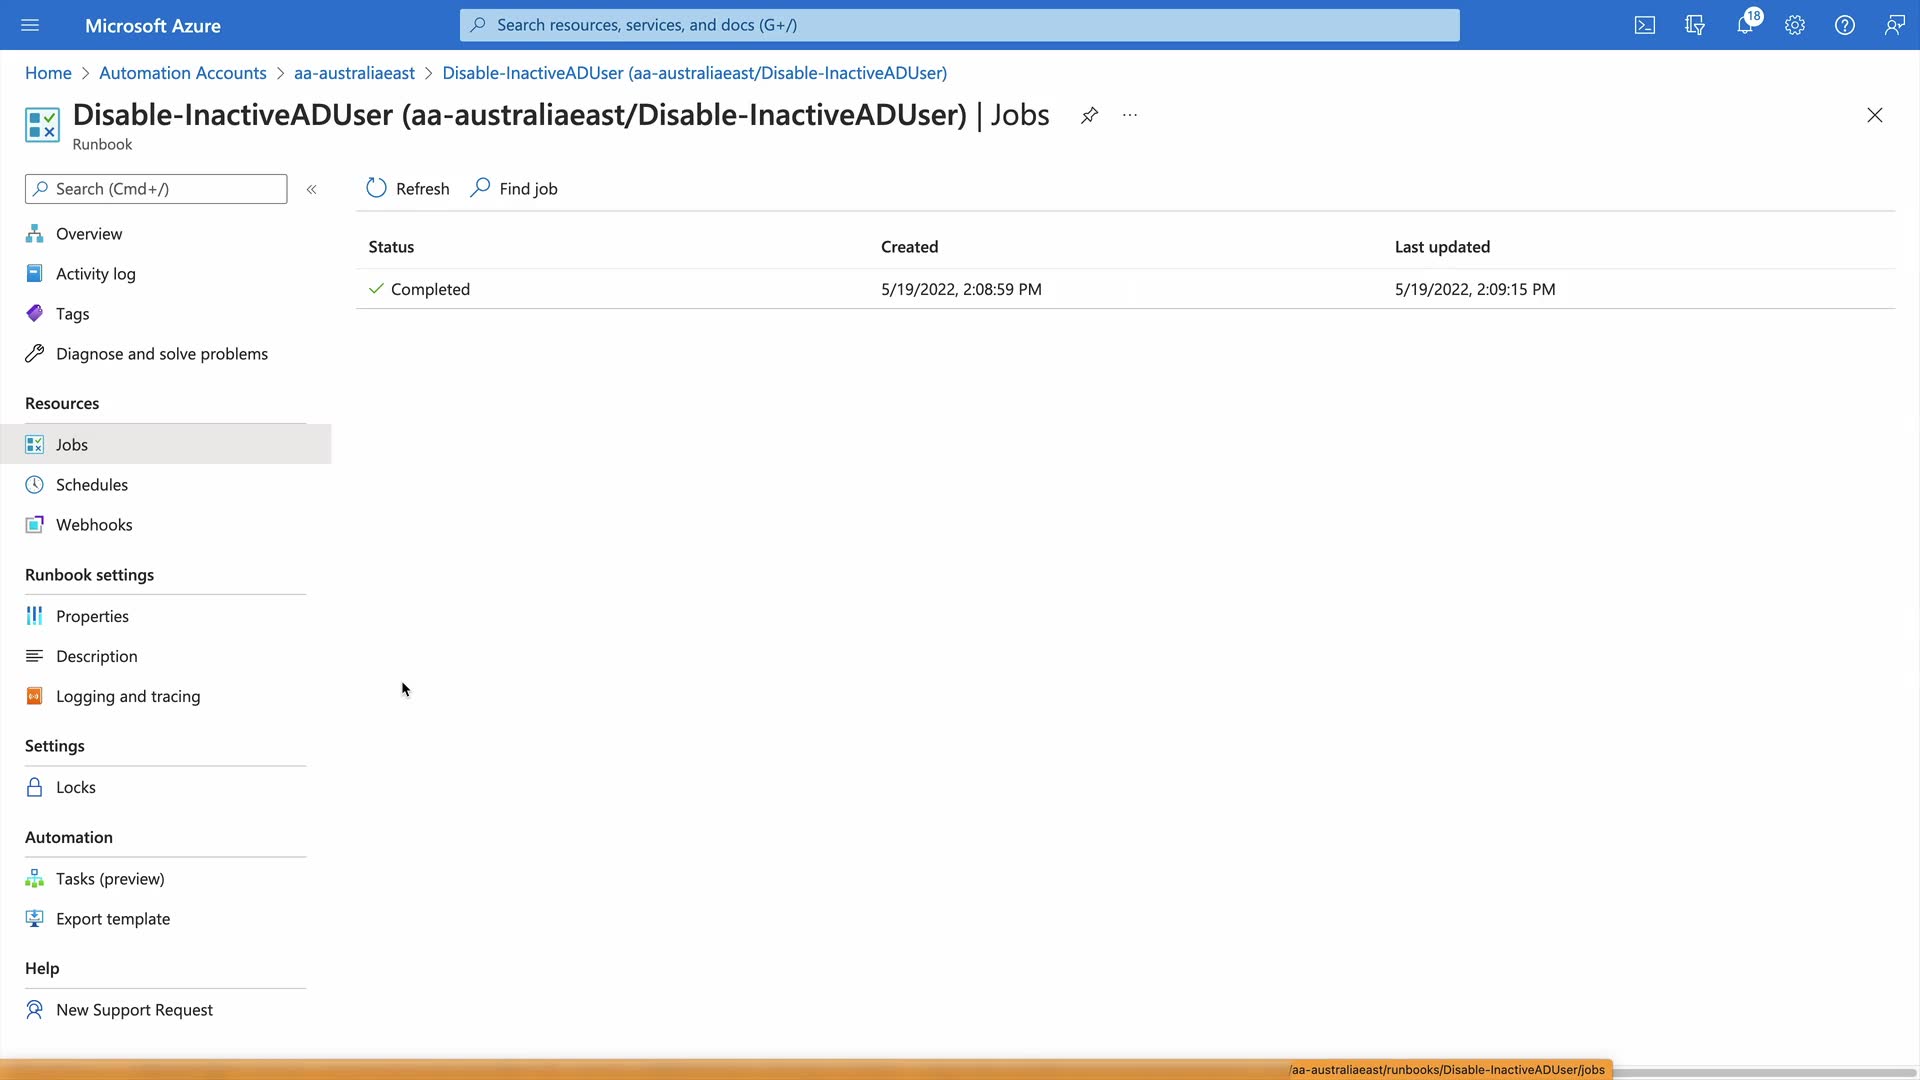 Microsoft Azure
Search resources, services, and docs (G+/)
18
Home > Automation Accounts > aa-australiaeast > Disable-InactiveADUser (aa-australiaeast/Disable-InactiveADUser)
Disable-InactiveADUser (aa-australiaeast/Disable-InactiveADUser) | Jobs
...
Runbook
Search (Cmd+/)
«
Refresh
Find job
Status
Created
Last updated
Completed
5/19/2022, 2:08:59 PM
5/19/2022, 2:09:15 PM
Overview
Activity log
Tags
Diagnose and solve problems
Resources
Jobs
Schedules
Webhooks
Runbook settings
Properties
Description
Logging and tracing
Settings
Locks
Automation
Tasks (preview)
Export template
Help
New Support Request
/aa-australiaeast/runbooks/Disable-InactiveADUser/jobs